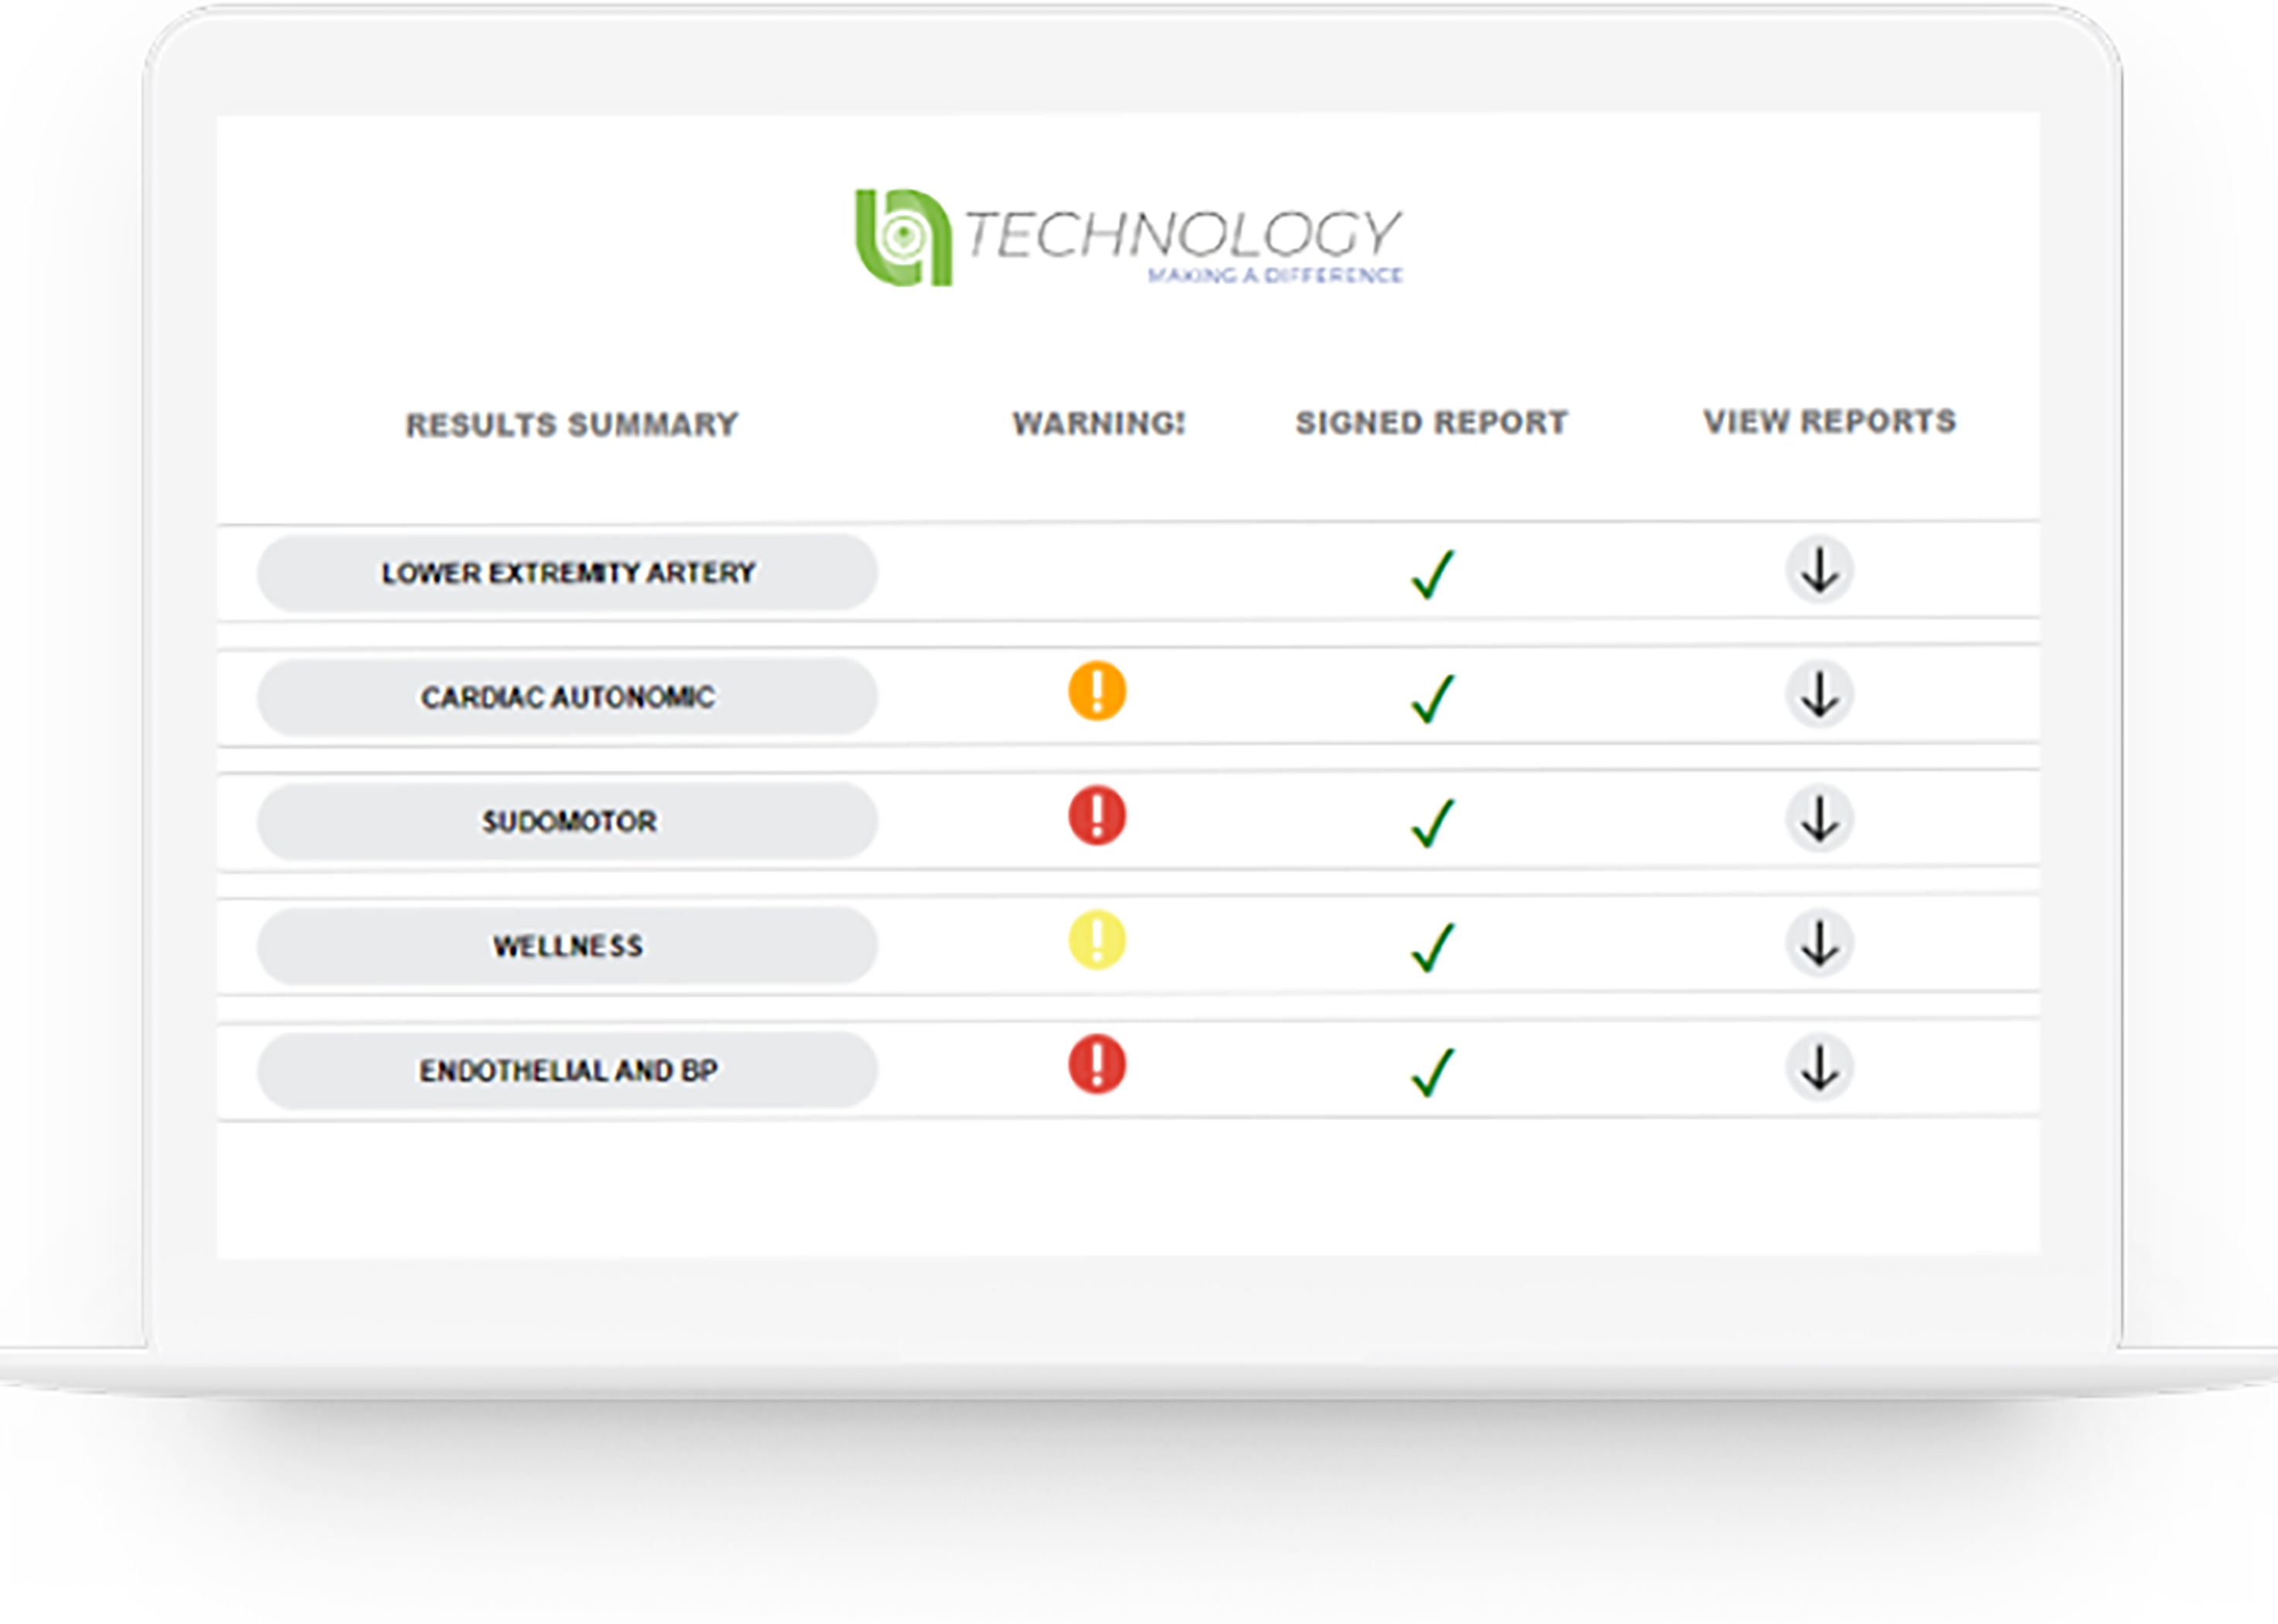 TECHNOLOGY
MAKING A DIFFERENCE
RESULTS SUMMARY WARNING! SIGNED REPORT VIEW REPORTS
LOWER EXTREMITY ARTERY
CARDIAC AUTONOMIC
SUDOMOTOR
WELLNESS
ENDOTHELIAL AND BP